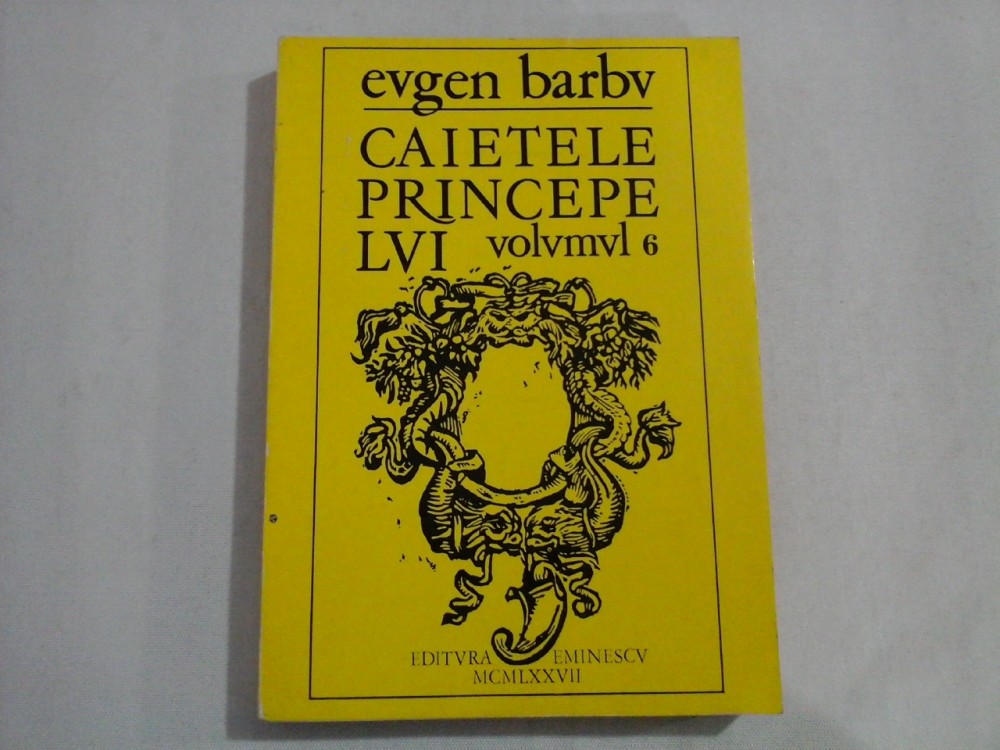 evgen barbv
CAIETELE
PRINCEPE
LVI volvmvl 6
EDITVRA EMINESCV
MCMLXXVII